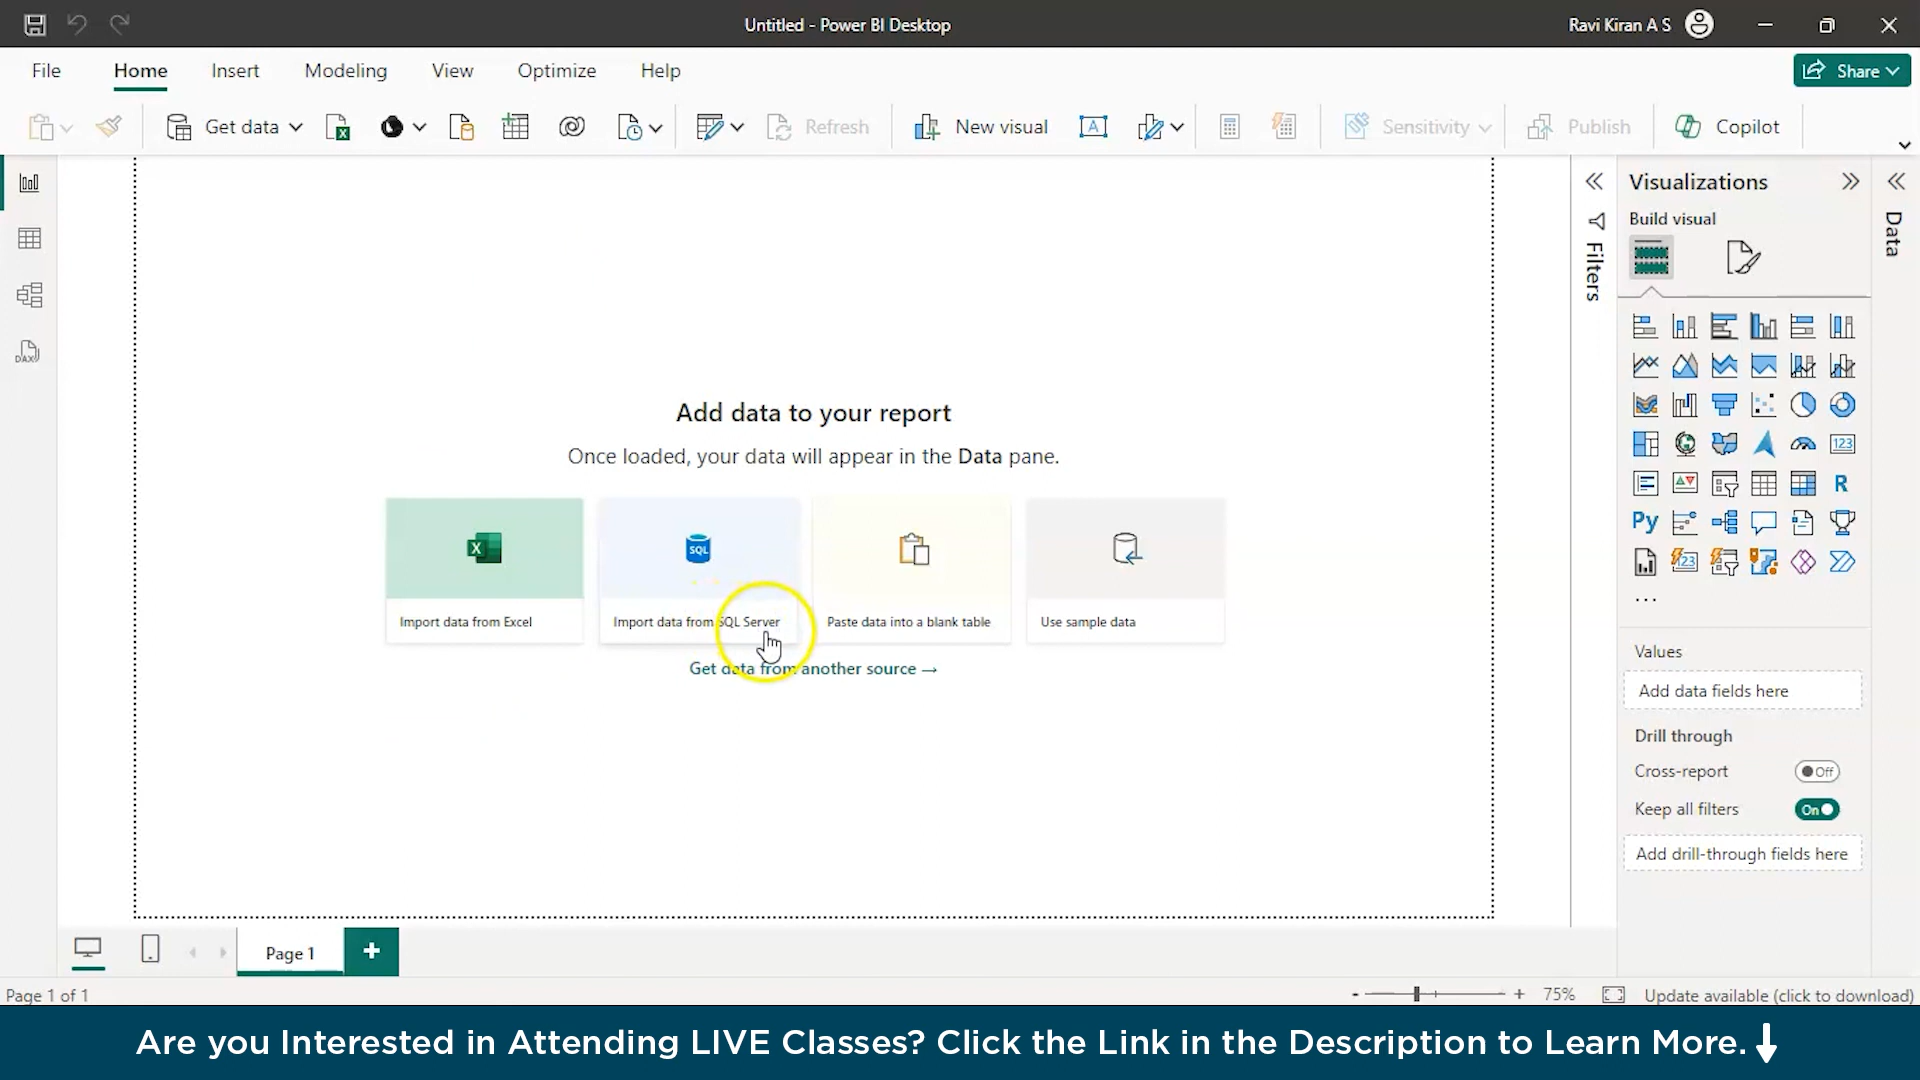 Untitled - Power BI Desktop
Ravi Kiran A S
File
Home
Insert
Modeling
View
Optimize
Help
Share
Get data
Refresh
New visual
Sensitivity
Publish
Copilot
DAX
Visualizations
Build visual
Filters
Data
Add data to your report
Once loaded, your data will appear in the Data pane.
SQL
Import data from Excel
Import data from SQL Server
Paste data into a blank table
Use sample data
Get data from another source →
123
R
Py
123
...
Values
Add data fields here
Drill through
Cross-report
Off
Keep all filters
On
Add drill-through fields here
Page 1
+
Page 1 of 1
- + 75%
Update available (click to download)
Are you Interested in Attending LIVE Classes? Click the Link in the Description to Learn More.